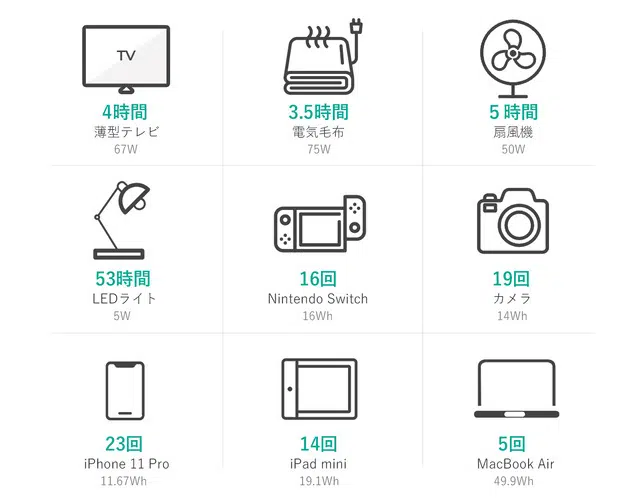 TV
4時間
薄型テレビ
67W
3.5時間
電気毛布
75W
5時間
扇風機
50W
53時間
LEDライト
5W
16回
Nintendo Switch
16Wh
19回
カメラ
14Wh
23回
iPhone 11 Pro
11.67Wh
14回
iPad mini
19.1Wh
5回
MacBook Air
49.9Wh